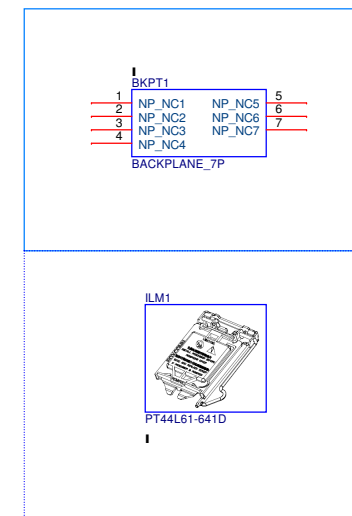 BKPT1
1 NP_NC1 NP_NC5 5
2 NP_NC2 NP_NC6 6
3 NP_NC3 NP_NC7 7
4 NP_NC4
BACKPLANE_7P
ILM1
PT44L61-641D